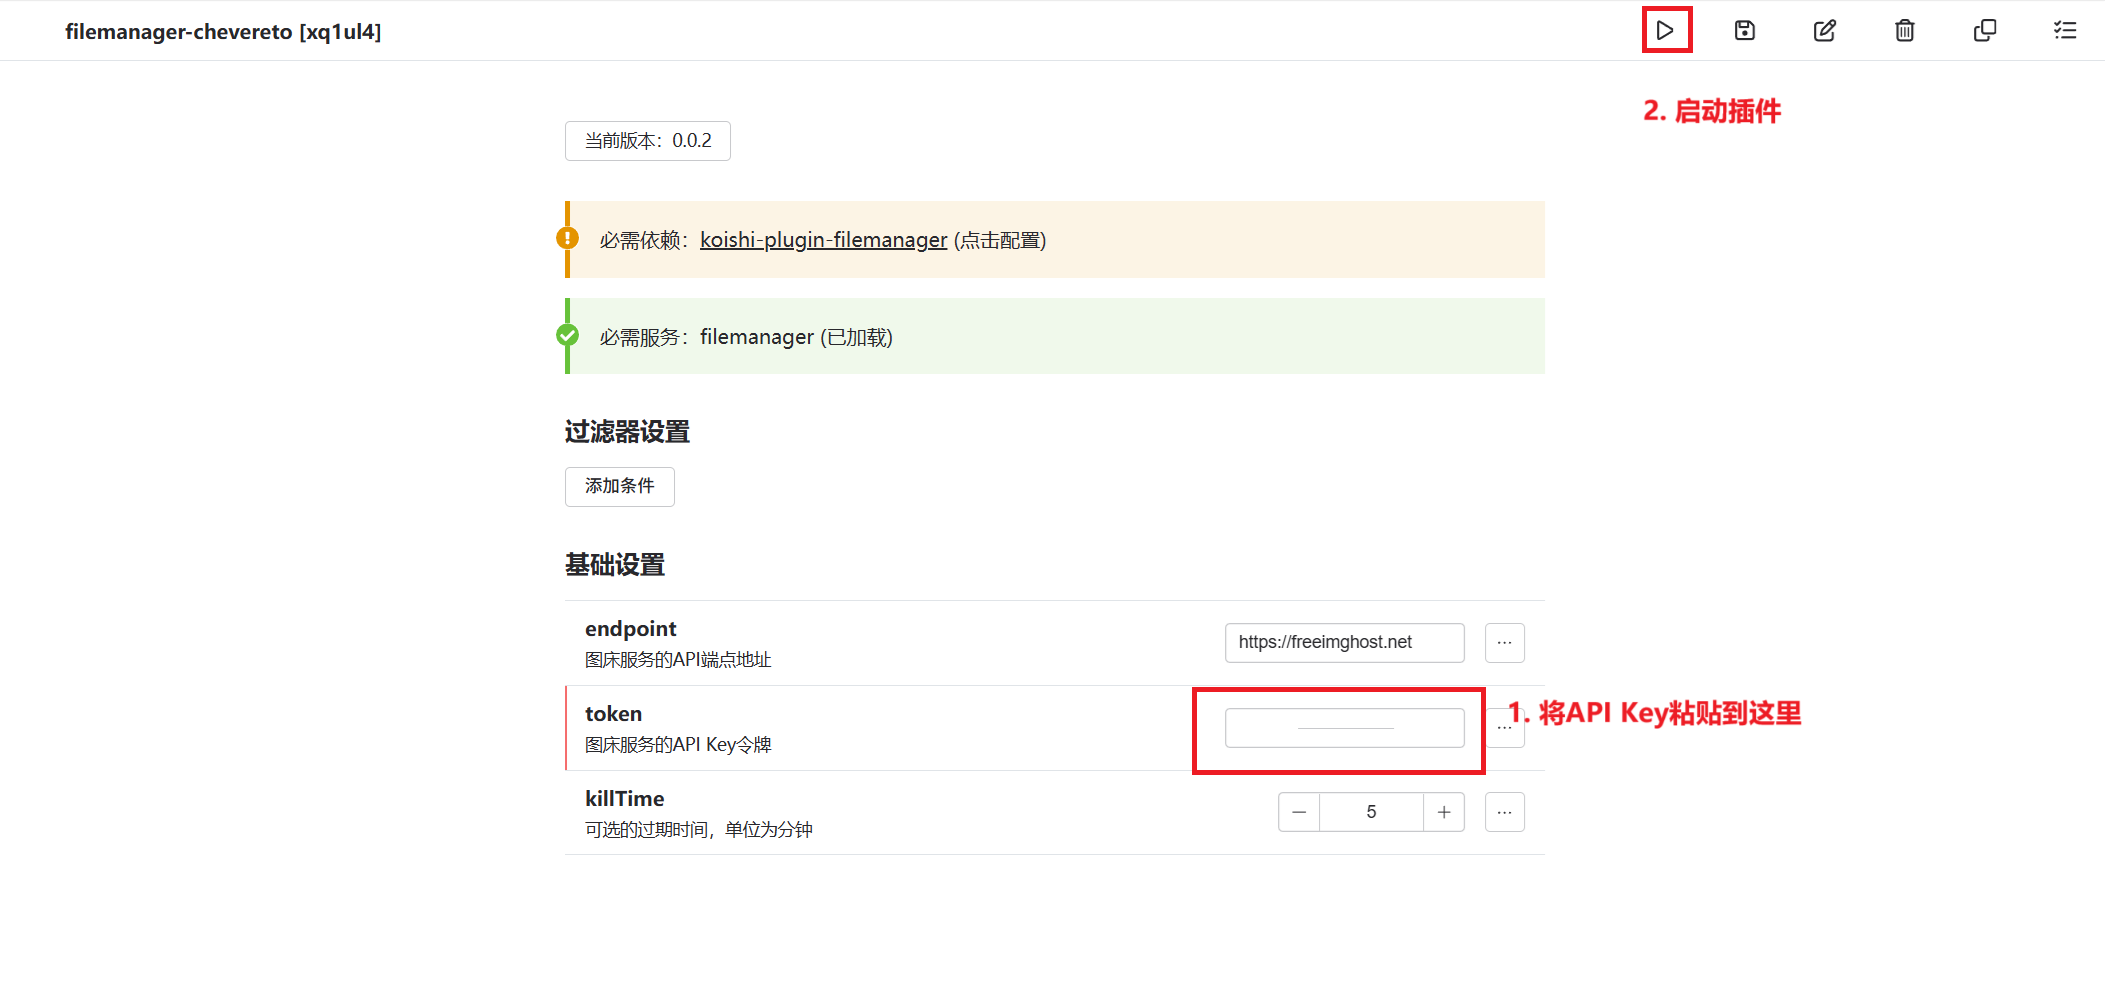 filemanager-chevereto [xq1ul4]
2. 启动插件
当前版本：0.0.2
必需依赖：koishi-plugin-filemanager (点击配置)
必需服务：filemanager (已加载)
过滤器设置
添加条件
基础设置
endpoint
图床服务的API端点地址
https://freeimghost.net
token
图床服务的API Key令牌
1. 将API Key粘贴到这里
killTime
可选的过期时间，单位为分钟
5